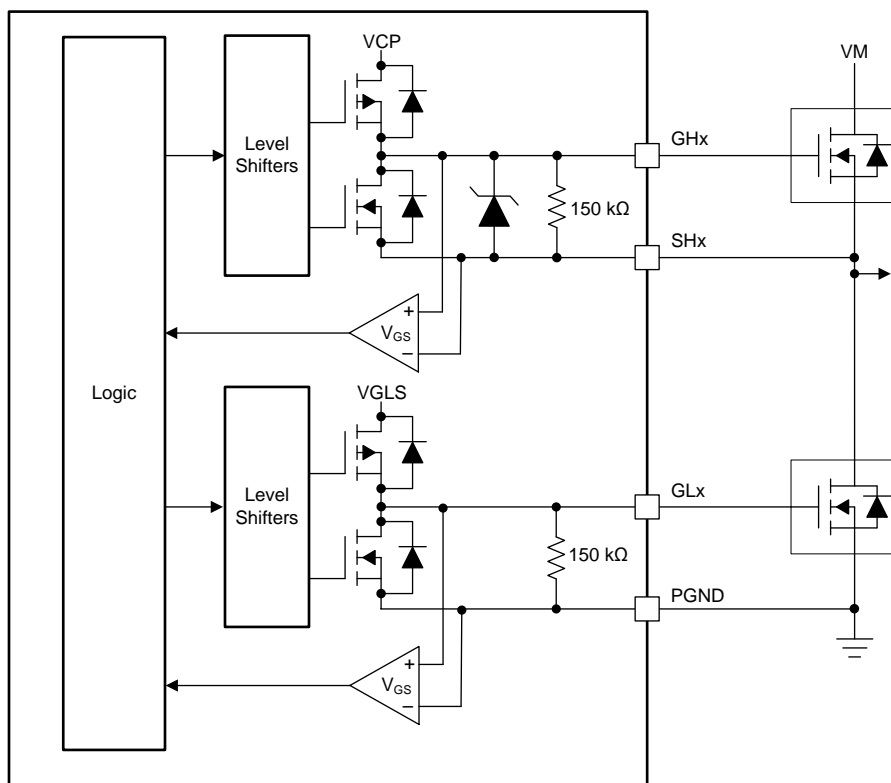 VCP
VM
Level
Shifters
GHx
150 kΩ
SHx
+
VGS
−
Logic
VGLS
Level
Shifters
GLx
150 kΩ
PGND
+
VGS
−